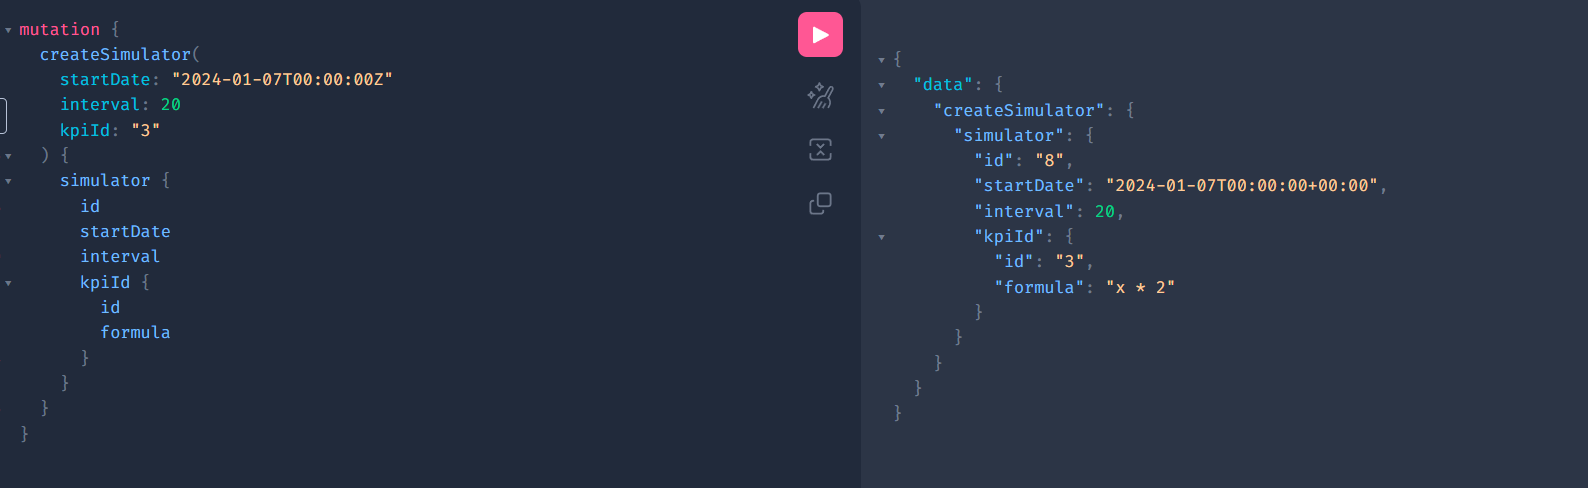 mutation {
  createSimulator(
    startDate: "2024-01-07T00:00:00Z"
    interval: 20
    kpiId: "3"
  ) {
    simulator {
      id
      startDate
      interval
      kpiId {
        id
        formula
      }
    }
  }
}
{
  "data": {
    "createSimulator": {
      "simulator": {
        "id": "8",
        "startDate": "2024-01-07T00:00:00+00:00",
        "interval": 20,
        "kpiId": {
          "id": "3",
          "formula": "x * 2"
        }
      }
    }
  }
}